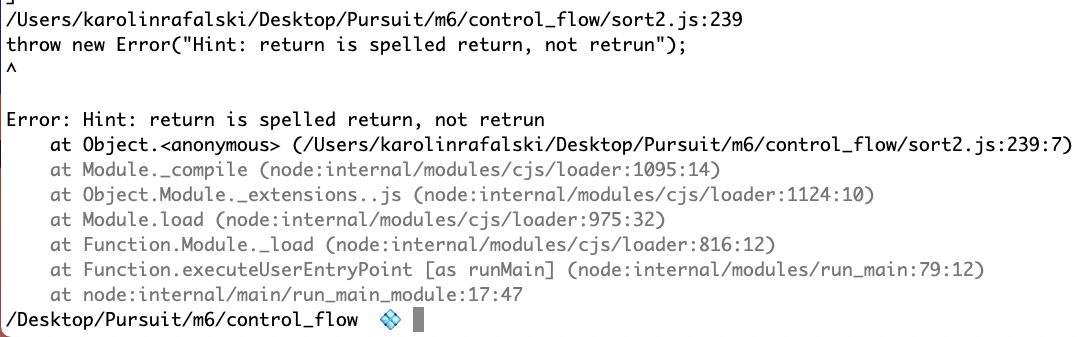 ]
/Users/karolinrafalski/Desktop/Pursuit/m6/control_flow/sort2.js:239
throw new Error("Hint: return is spelled return, not retrun");
^
Error: Hint: return is spelled return, not retrun
    at Object.<anonymous> (/Users/karolinrafalski/Desktop/Pursuit/m6/control_flow/sort2.js:239:7)
    at Module._compile (node:internal/modules/cjs/loader:1095:14)
    at Object.Module._extensions..js (node:internal/modules/cjs/loader:1124:10)
    at Module.load (node:internal/modules/cjs/loader:975:32)
    at Function.Module._load (node:internal/modules/cjs/loader:816:12)
    at Function.executeUserEntryPoint [as runMain] (node:internal/modules/run_main:79:12)
    at node:internal/main/run_main_module:17:47
/Desktop/Pursuit/m6/control_flow 💠